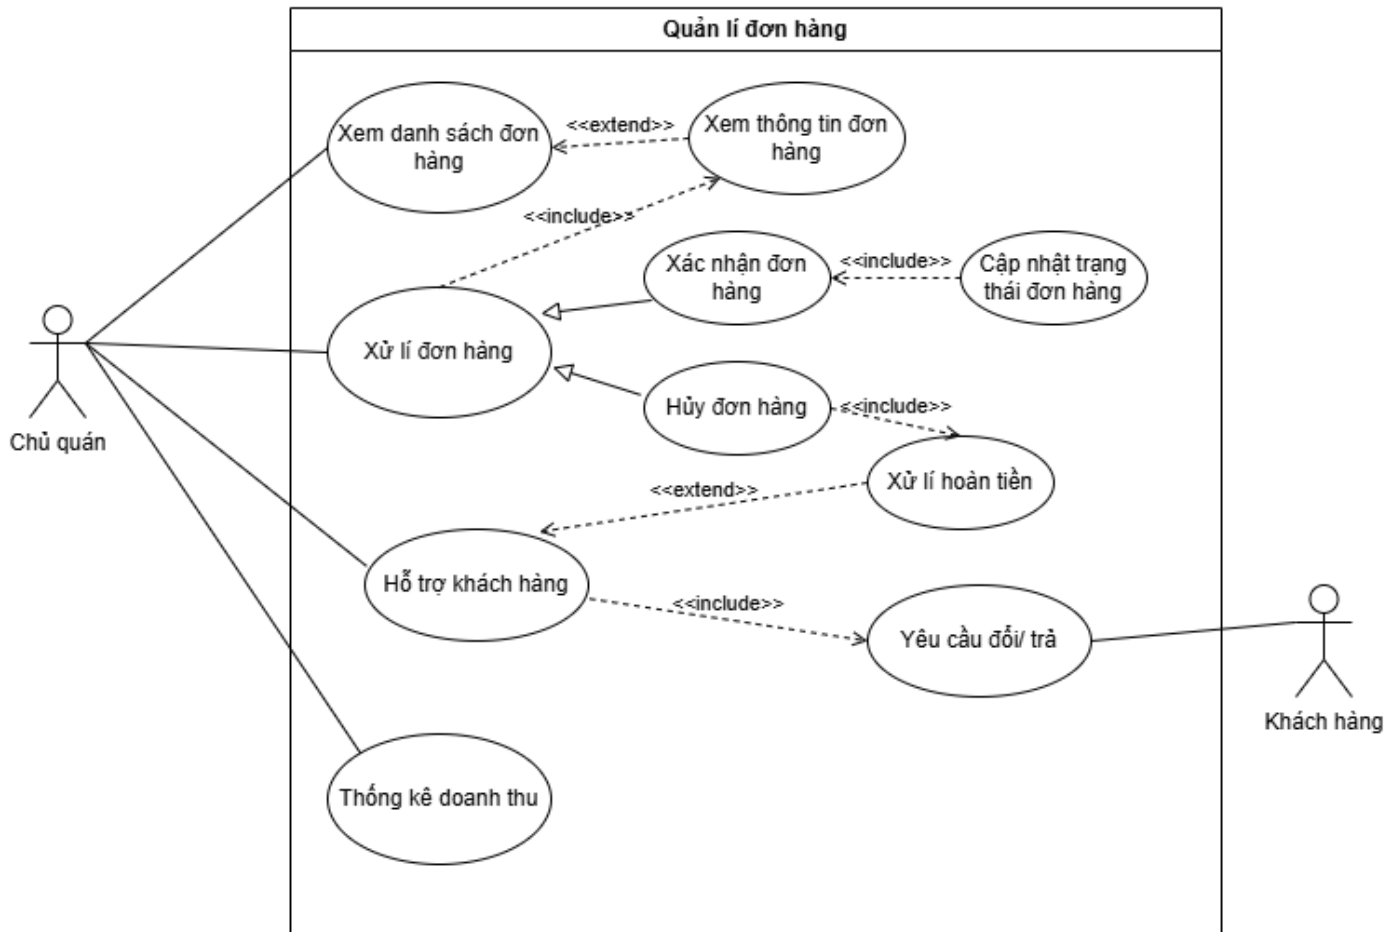 Quản lí đơn hàng
Xem danh sách đơn
hàng
<<extend>>
Xem thông tin đơn
hàng
<<include>>
Xác nhận đơn
hàng
<<include>>
Cập nhật trạng
thái đơn hàng
Xử lí đơn hàng
Hủy đơn hàng
<<include>>
Chủ quán
Xử lí hoàn tiền
<<extend>>
Hỗ trợ khách hàng
<<include>>
Yêu cầu đổi/ trả
Khách hàng
Thống kê doanh thu